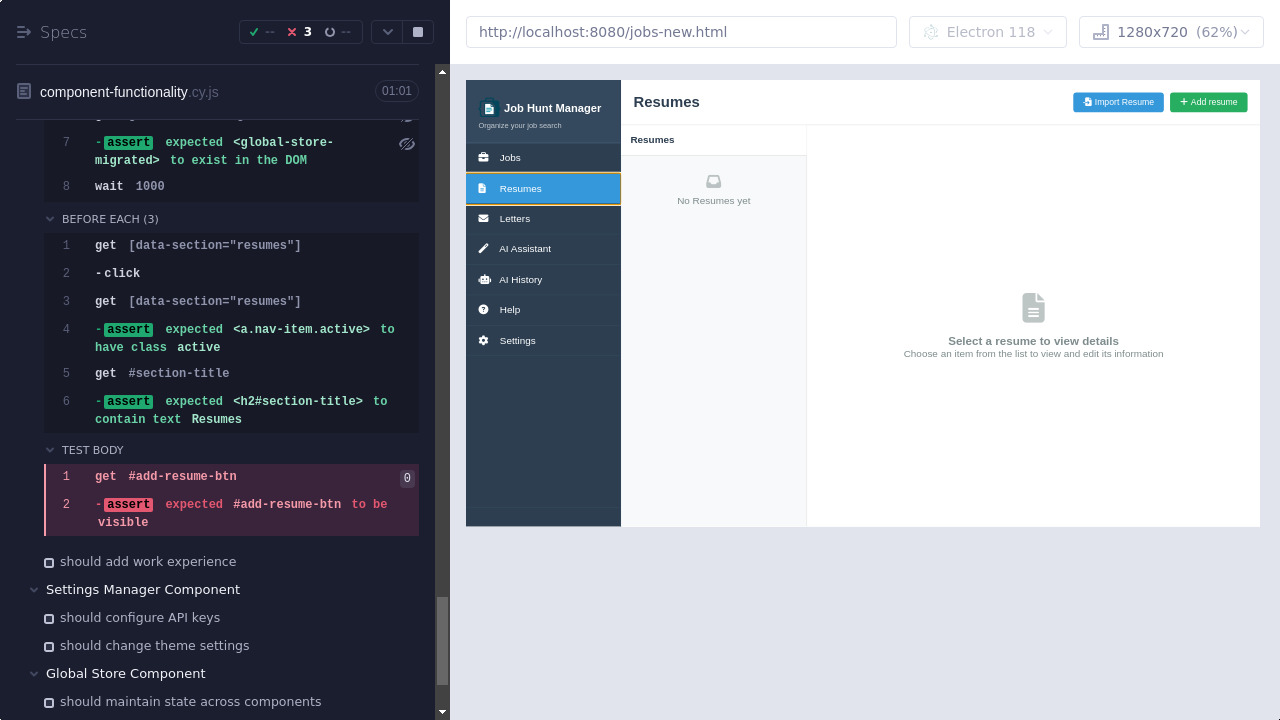 Specs
--
3
--
component-functionality.cy.js
01:01
7 -assert expected <global-store-
migrated> to exist in the DOM
8 wait 1000
BEFORE EACH (3)
1 get [data-section="resumes"]
2 -click
3 get [data-section="resumes"]
4 -assert expected <a.nav-item.active> to
have class active
5 get #section-title
6 -assert expected <h2#section-title> to
contain text Resumes
TEST BODY
1 get #add-resume-btn 0
2 -assert expected #add-resume-btn to be
visible
should add work experience
Settings Manager Component
should configure API keys
should change theme settings
Global Store Component
should maintain state across components
http://localhost:8080/jobs-new.html
Electron 118
1280x720 (62%)
Job Hunt Manager
Organize your job search
Jobs
Resumes
Letters
AI Assistant
AI History
Help
Settings
Resumes
Import Resume
Add resume
Resumes
No Resumes yet
Select a resume to view details
Choose an item from the list to view and edit its information